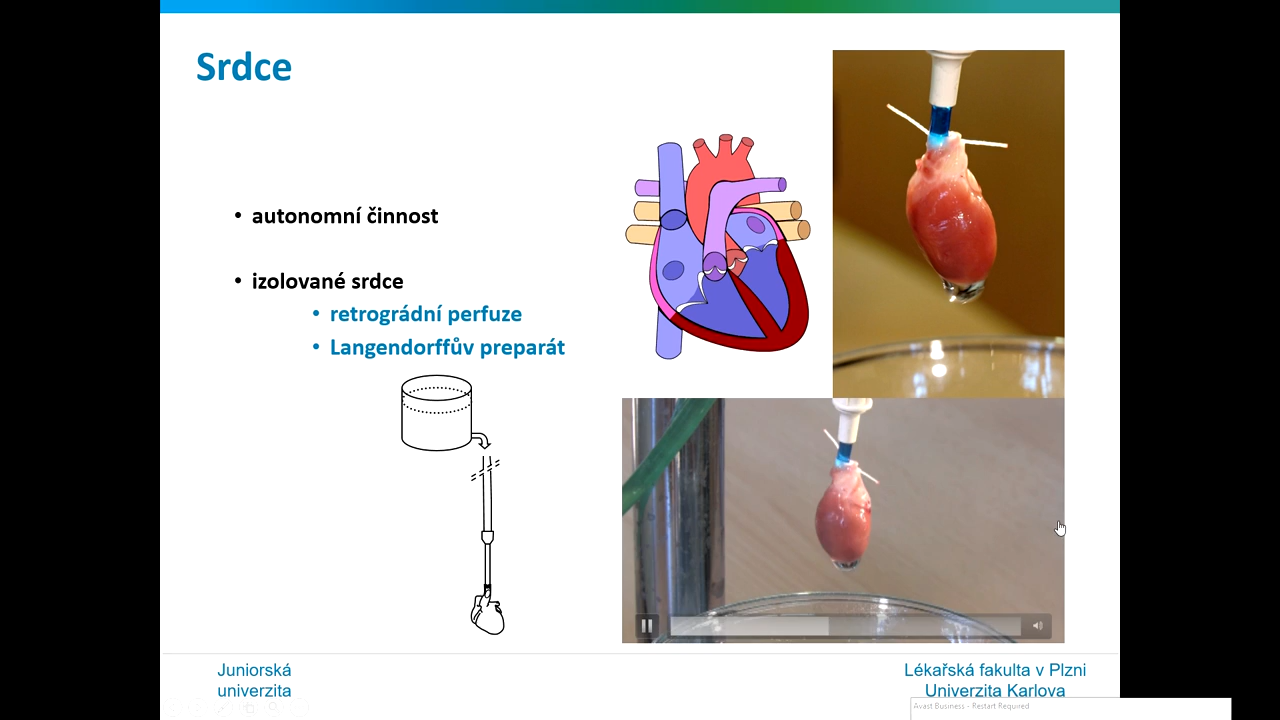 Srdce
• autonomní činnost
• izolované srdce
• retrográdní perfuze
• Langendorffův preparát
Juniorská
univerzita
Lékařská fakulta v Plzni
Univerzita Karlova
Avast Business - Restart Required